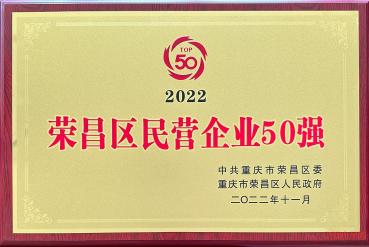 TOP
50
2022
荣昌区民营企业50强
中共重庆市荣昌区委
重庆市荣昌区人民政府
二〇二二年十一月